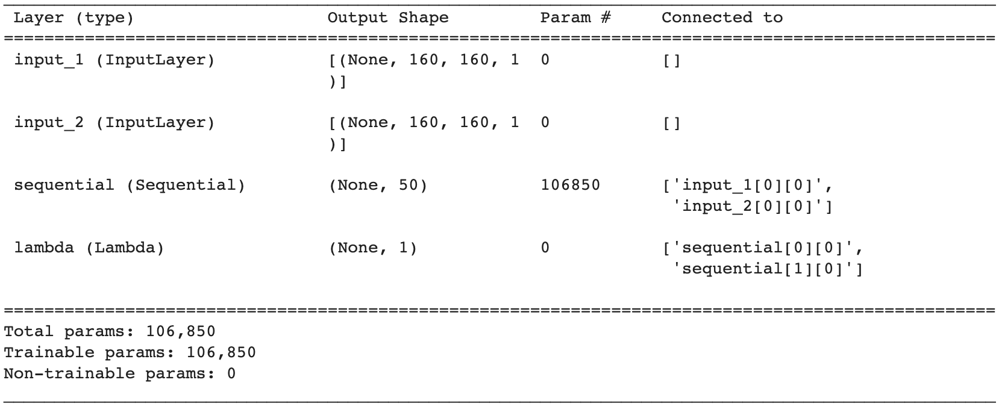 Layer (type) Output Shape Param # Connected to
==================================================================================================
input_1 (InputLayer) [(None, 160, 160, 1 0 []
)]
input_2 (InputLayer) [(None, 160, 160, 1 0 []
)]
sequential (Sequential) (None, 50) 106850 ['input_1[0][0]',
'input_2[0][0]']
lambda (Lambda) (None, 1) 0 ['sequential[0][0]',
'sequential[1][0]']
==================================================================================================
Total params: 106,850
Trainable params: 106,850
Non-trainable params: 0